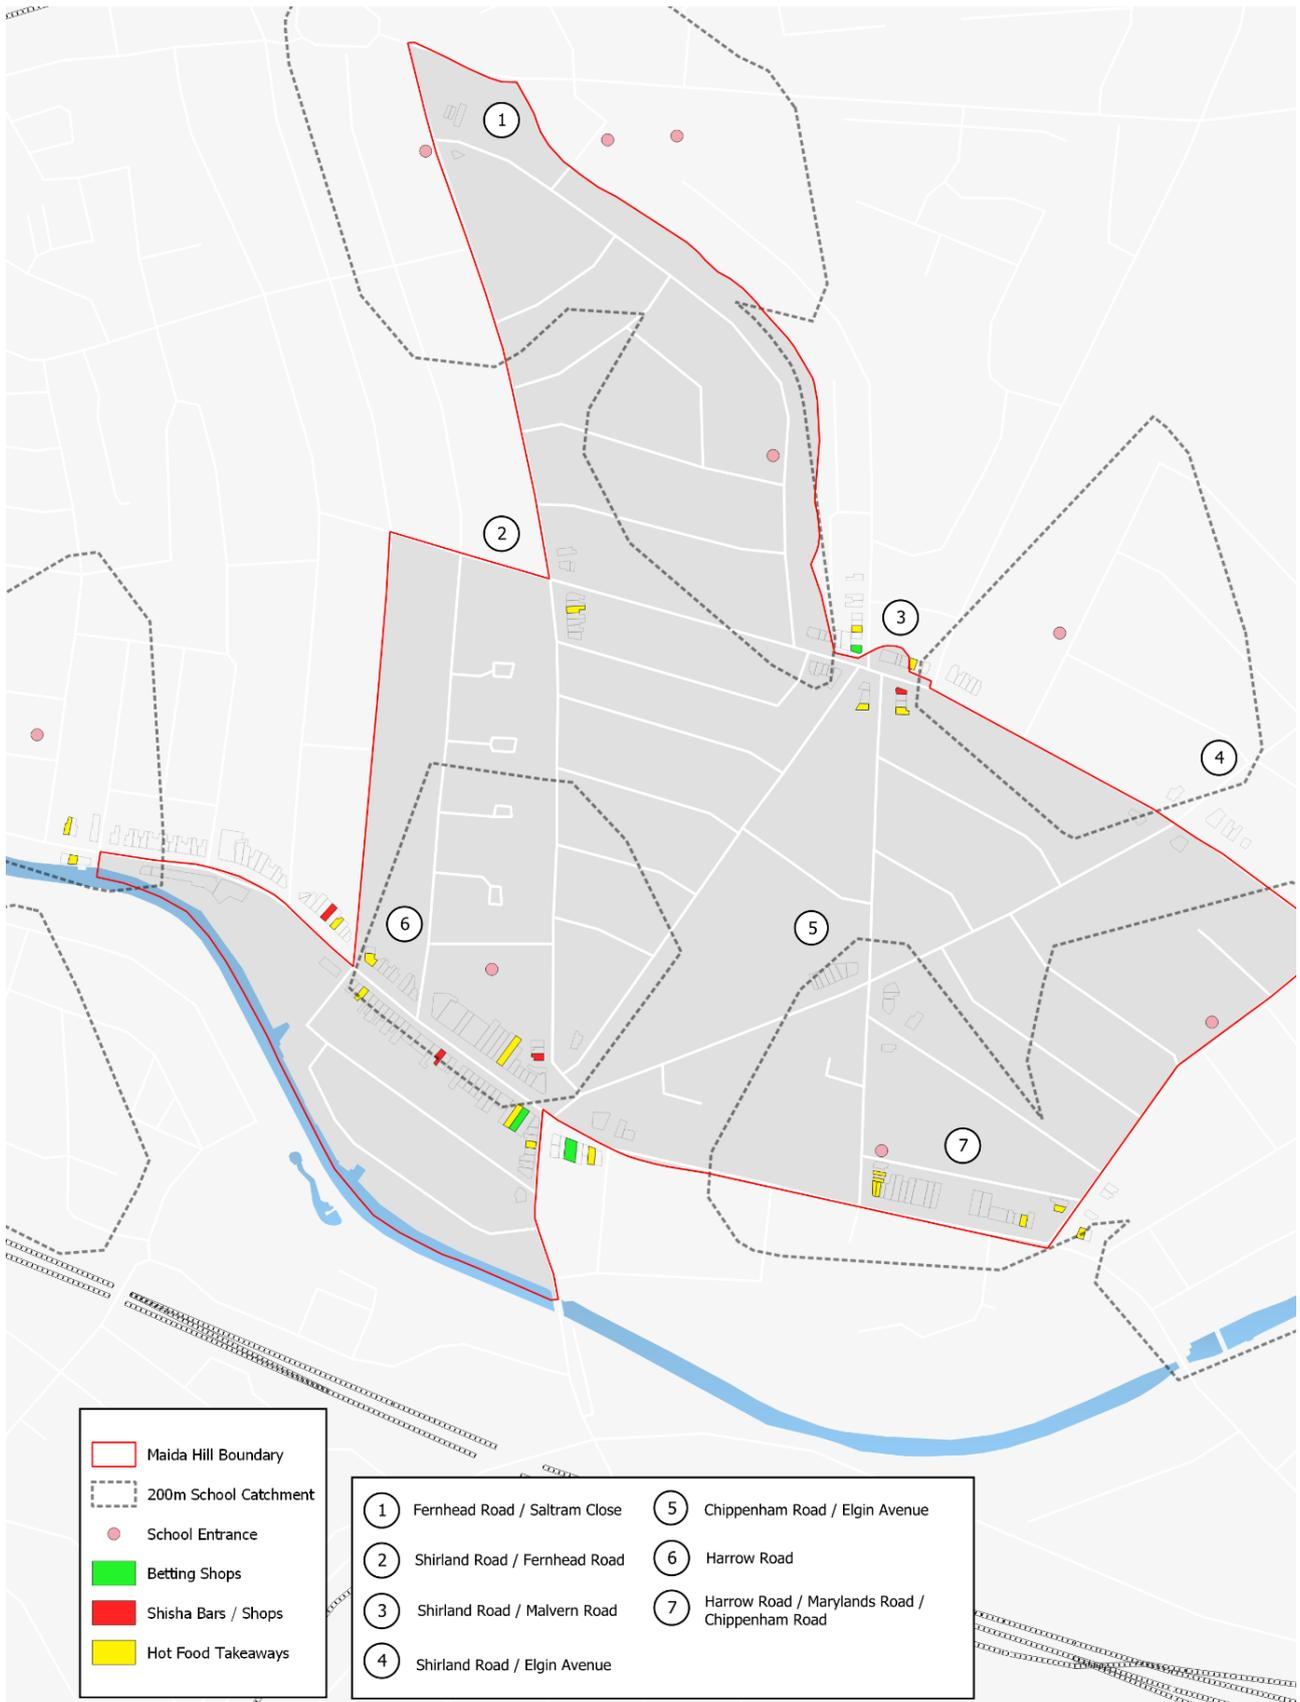 1
2
3
4
5
6
7
Maida Hill Boundary
200m School Catchment
School Entrance
Betting Shops
Shisha Bars / Shops
Hot Food Takeaways
1 Fernhead Road / Saltram Close
2 Shirland Road / Fernhead Road
3 Shirland Road / Malvern Road
4 Shirland Road / Elgin Avenue
5 Chippenham Road / Elgin Avenue
6 Harrow Road
7 Harrow Road / Marylands Road /
Chippenham Road